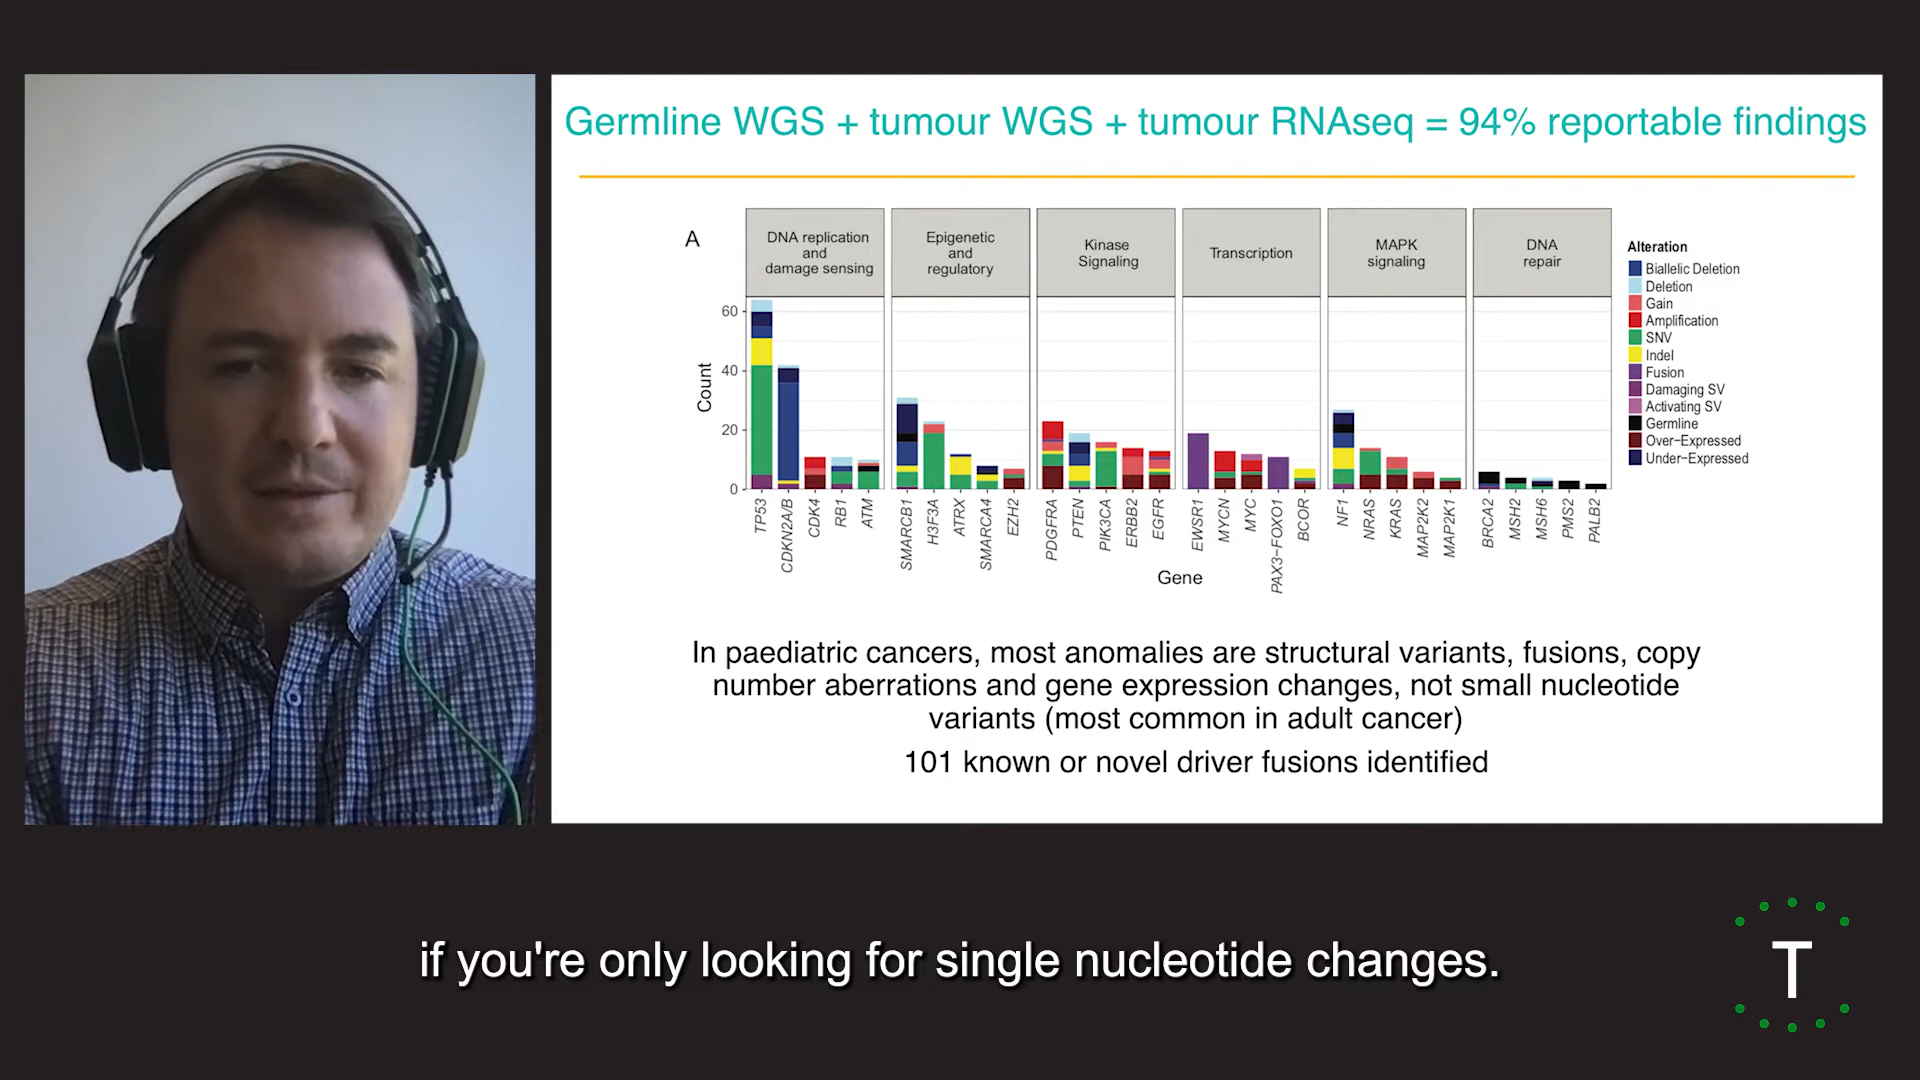 Germline WGS + tumour WGS + tumour RNAseq = 94% reportable findings
A
DNA replication
and
damage sensing
Epigenetic
and
regulatory
Kinase
Signaling
Transcription
MAPK
signaling
DNA
repair
Count
60
40
20
0
TP53
CDKN2A/B
CDK4
RB1
ATM
SMARCB1
H3F3A
ATRX
SMARCA4
EZH2
PDGFRA
PTEN
PIK3CA
ERBB2
EGFR
EWSR1
MYCN
MYC
PAX3-FOXO1
BCOR
NF1
NRAS
KRAS
MAP2K2
MAP2K1
BRCA2
MSH2
MSH6
PMS2
PALB2
Gene
Alteration
Biallelic Deletion
Deletion
Gain
Amplification
SNV
Indel
Fusion
Damaging SV
Activating SV
Germline
Over-Expressed
Under-Expressed
In paediatric cancers, most anomalies are structural variants, fusions, copy
number aberrations and gene expression changes, not small nucleotide
variants (most common in adult cancer)
101 known or novel driver fusions identified
if you're only looking for single nucleotide changes.
T